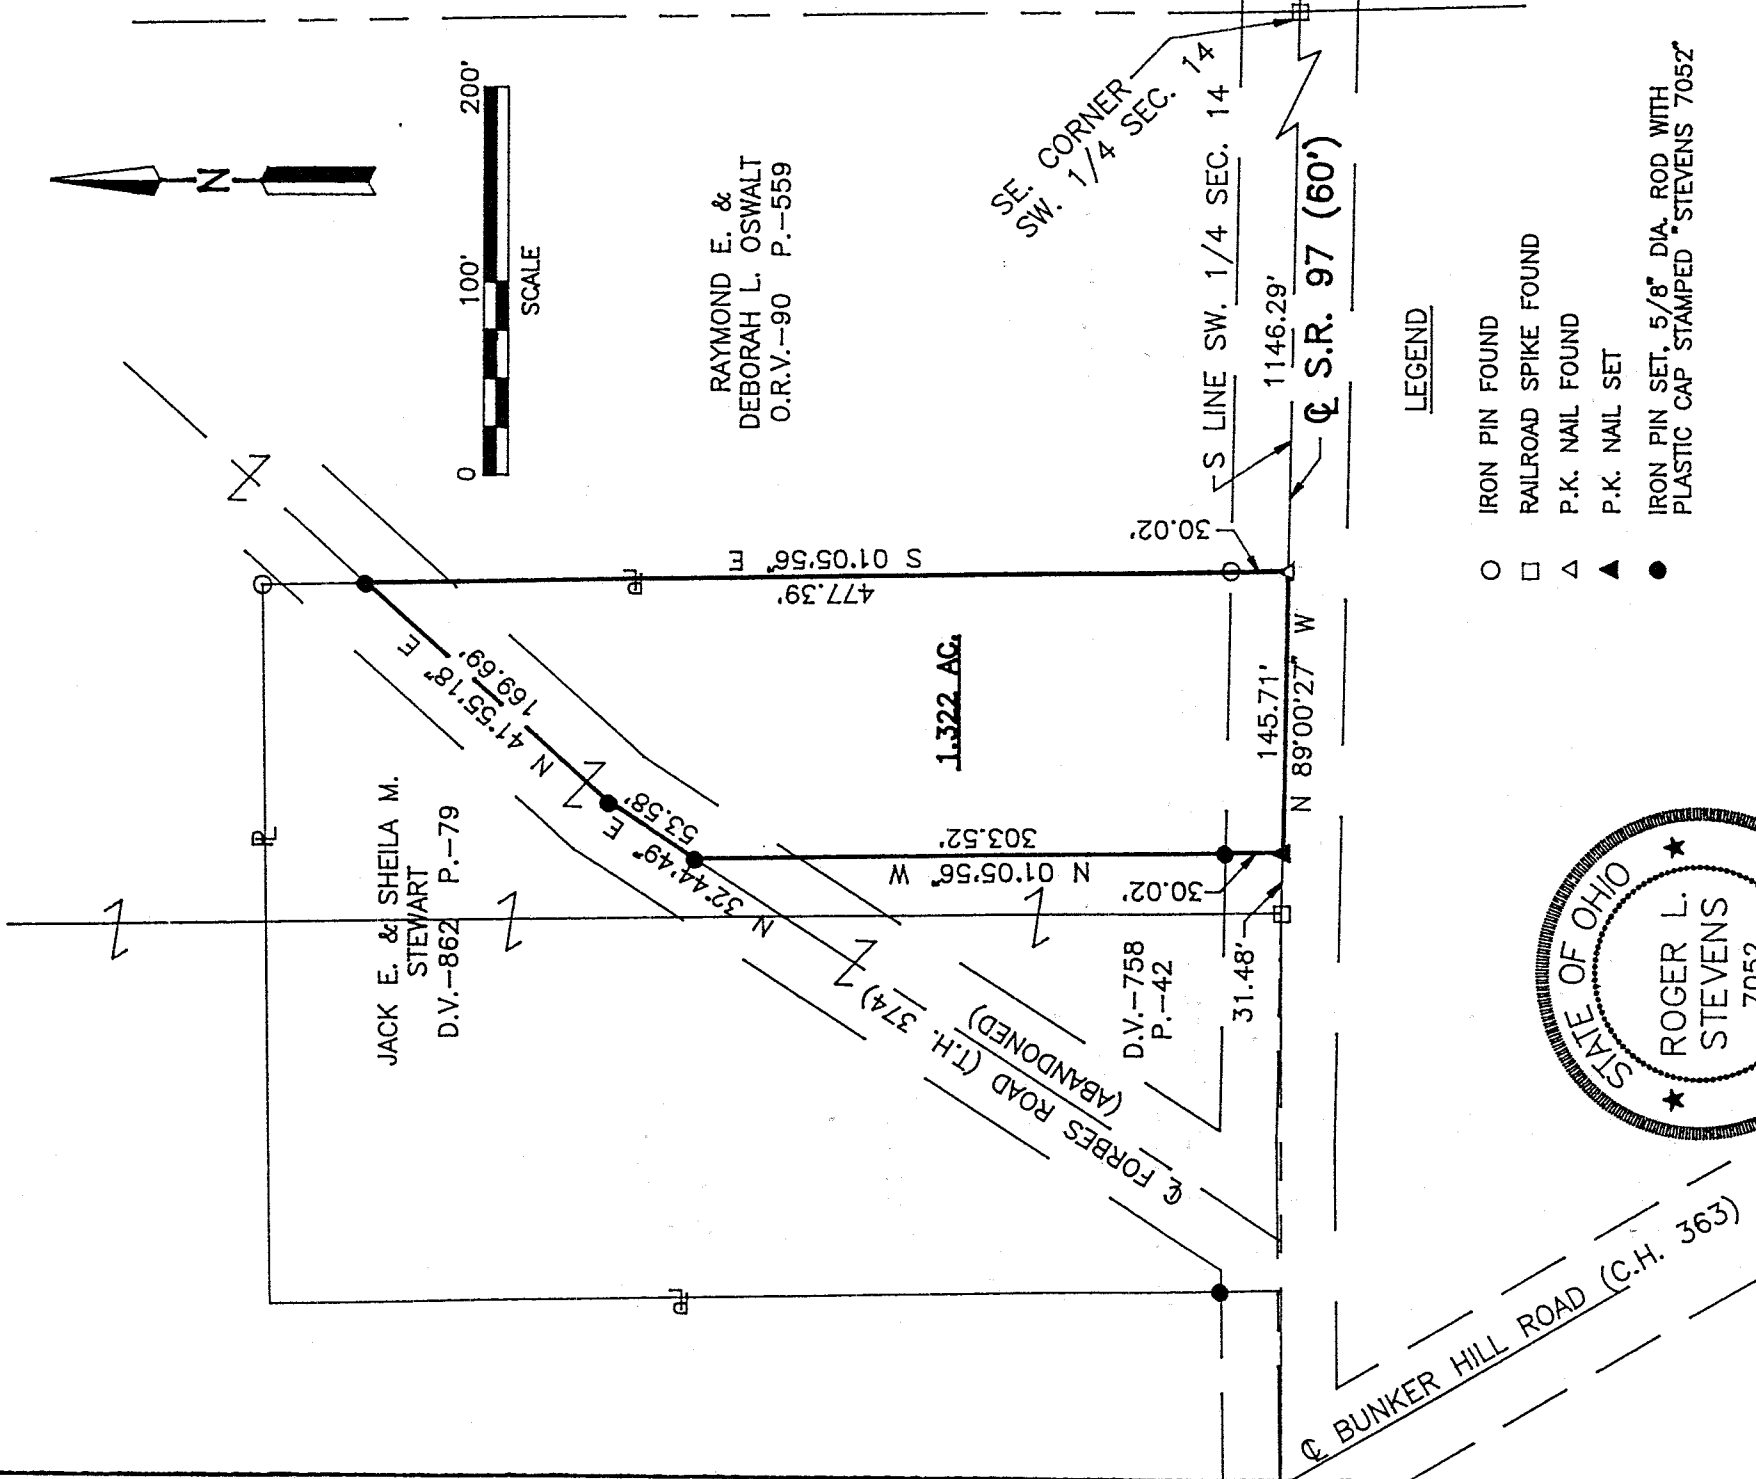 N
0 100' 200'
SCALE
RAYMOND E. &
DEBORAH L. OSWALT
O.R.V.-90 P.-559
SE. CORNER
SW. 1/4 SEC. 14
S LINE SW. 1/4 SEC. 14
1146.29'
℄ S.R. 97 (60')
30.02'
S 01°05'56" E
477.39'
N 41°55'18" E
169.69'
N 32°44'49" E
53.58'
1.322 AC.
303.52'
N 01°05'56" W
30.02'
145.71'
N 89°00'27" W
31.48'
JACK E. & SHEILA M.
STEWART
D.V.-862 P.-79
PL
PL
PL
D.V.-758
P.-42
℄ FORBES ROAD (T.H. 374)
(ABANDONED)
℄ BUNKER HILL ROAD (C.H. 363)
LEGEND
IRON PIN FOUND
RAILROAD SPIKE FOUND
P.K. NAIL FOUND
P.K. NAIL SET
IRON PIN SET, 5/8" DIA. ROD WITH
PLASTIC CAP STAMPED "STEVENS 7052"
STATE OF OHIO
ROGER L.
STEVENS
7052